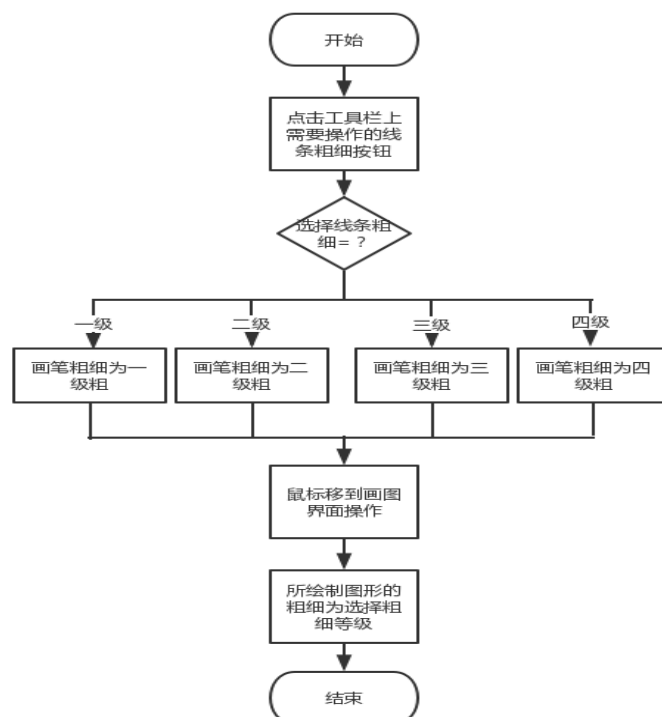 开始
点击工具栏上
需要操作的线
条粗细按钮
选择线条粗
细=？
一级
二级
三级
四级
画笔粗细为一
级粗
画笔粗细为二
级粗
画笔粗细为三
级粗
画笔粗细为四
级粗
鼠标移到画图
界面操作
所绘制图形的
粗细为选择粗
细等级
结束